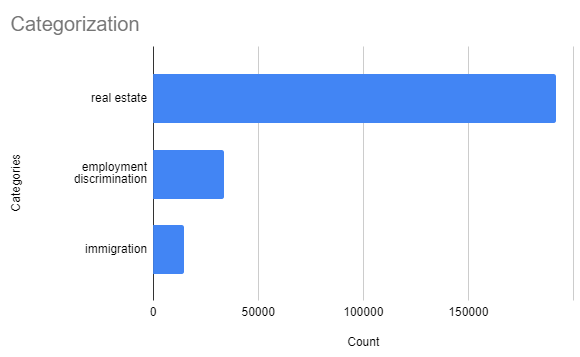 Categorization
Categories
real estate
employment
discrimination
immigration
0
50000
100000
150000
Count